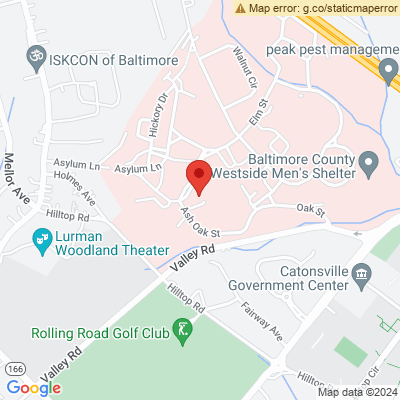 Map error: g.co/staticmaperror
ISKCON of Baltimore
Walnut Cir
peak pest management
Hickory Dr
Elm St
Mellor Ave
Asylum Ln
Asylum Ln
Holmes Ave
Baltimore County
Westside Men's Shelter
Hilltop Rd
Ash Oak St
Oak St
Lurman
Woodland Theater
Valley Rd
Catonsville
Government Center
Hilltop Rd
Fairway Ave
Rolling Road Golf Club
Valley Rd
166
Google
Hilltop
Cir
Map data ©2024